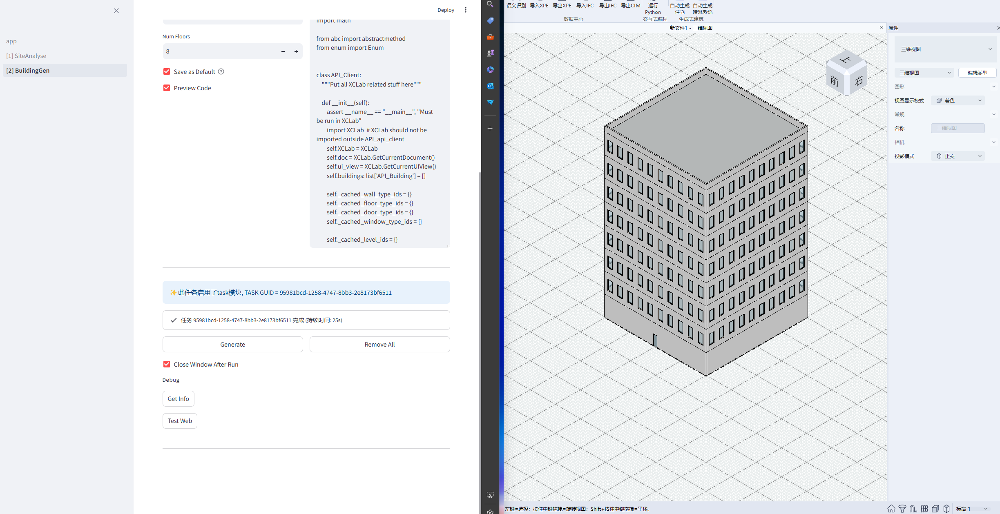 Deploy
app
[1] SiteAnalyse
[2] BuildingGen
Num Floors
8
Save as Default
Preview Code
import math
from abc import abstractmethod
from enum import Enum
class API_Client:
"""Put all XCLab related stuff here"""
def __init__(self):
assert __name__ == "__main__", "Must
be run in XCLab"
import XCLab # XCLab should not be
imported outside API_api_client
self.XCLab = XCLab
self.doc = XCLab.GetCurrentDocument()
self.ui_view = XCLab.GetCurrentUIView()
self.buildings: list['API_Building'] = []
self._cached_wall_type_ids = {}
self._cached_floor_type_ids = {}
self._cached_door_type_ids = {}
self._cached_window_type_ids = {}
self._cached_level_ids = {}
✨ 此任务启用了task模块, TASK GUID = 95981bcd-1258-4747-8bb3-2e8173bf6511
任务 95981bcd-1258-4747-8bb3-2e8173bf6511 完成 (持续时间: 25s)
Generate
Remove All
Close Window After Run
Debug
Get Info
Test Web
语义识别 导入XPE 导出XPE 导入IFC 导出IFC 导出CIM
运行
Python
自动生成
住宅
自动生成
喷淋系统
数据中心
交互式编程
生成式建筑
新文件1 - 三维视图
上
前
右
属性
三维视图
三维视图
编辑类型
图形
视图显示模式
着色
常规
名称
三维视图
相机
投影模式
正交
左键=选择；按住中键拖拽=旋转视图；Shift+按住中键拖拽=平移。
标高 1